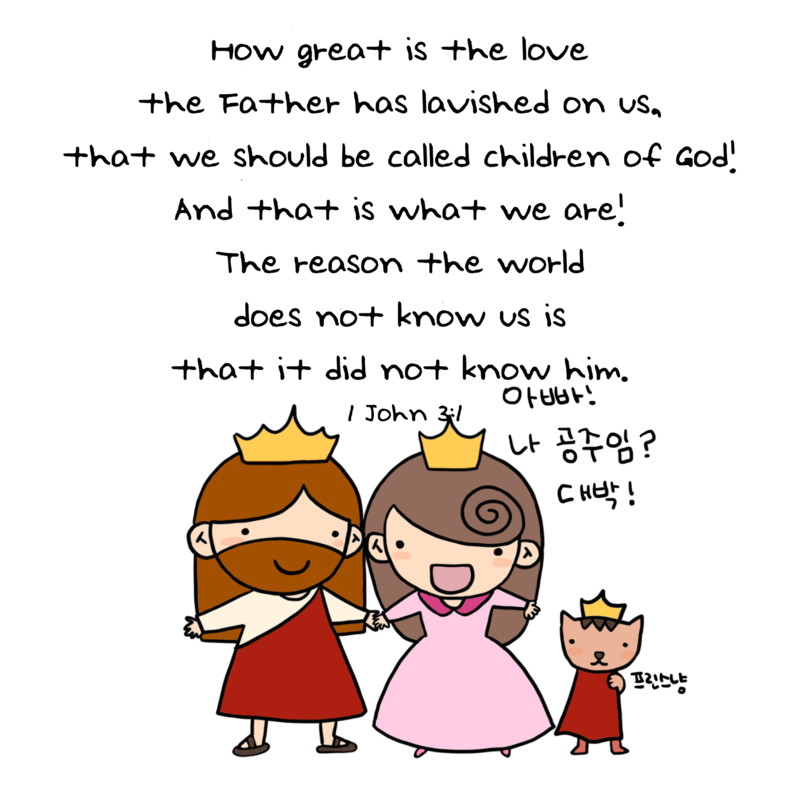 How great is the love
the Father has lavished on us,
that we should be called children of God!
And that is what we are!
The reason the world
does not know us is
that it did not know him.
1 John 3:1
아빠!
나 공주임?
대박!
프린스냥